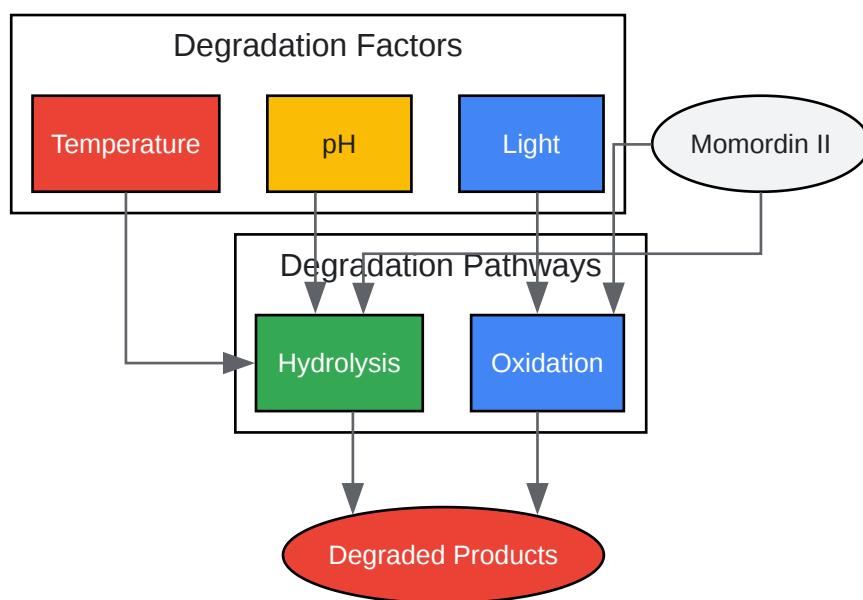 Degradation Factors
Temperature
pH
Light
Momordin II
Degradation Pathways
Hydrolysis
Oxidation
Degraded Products